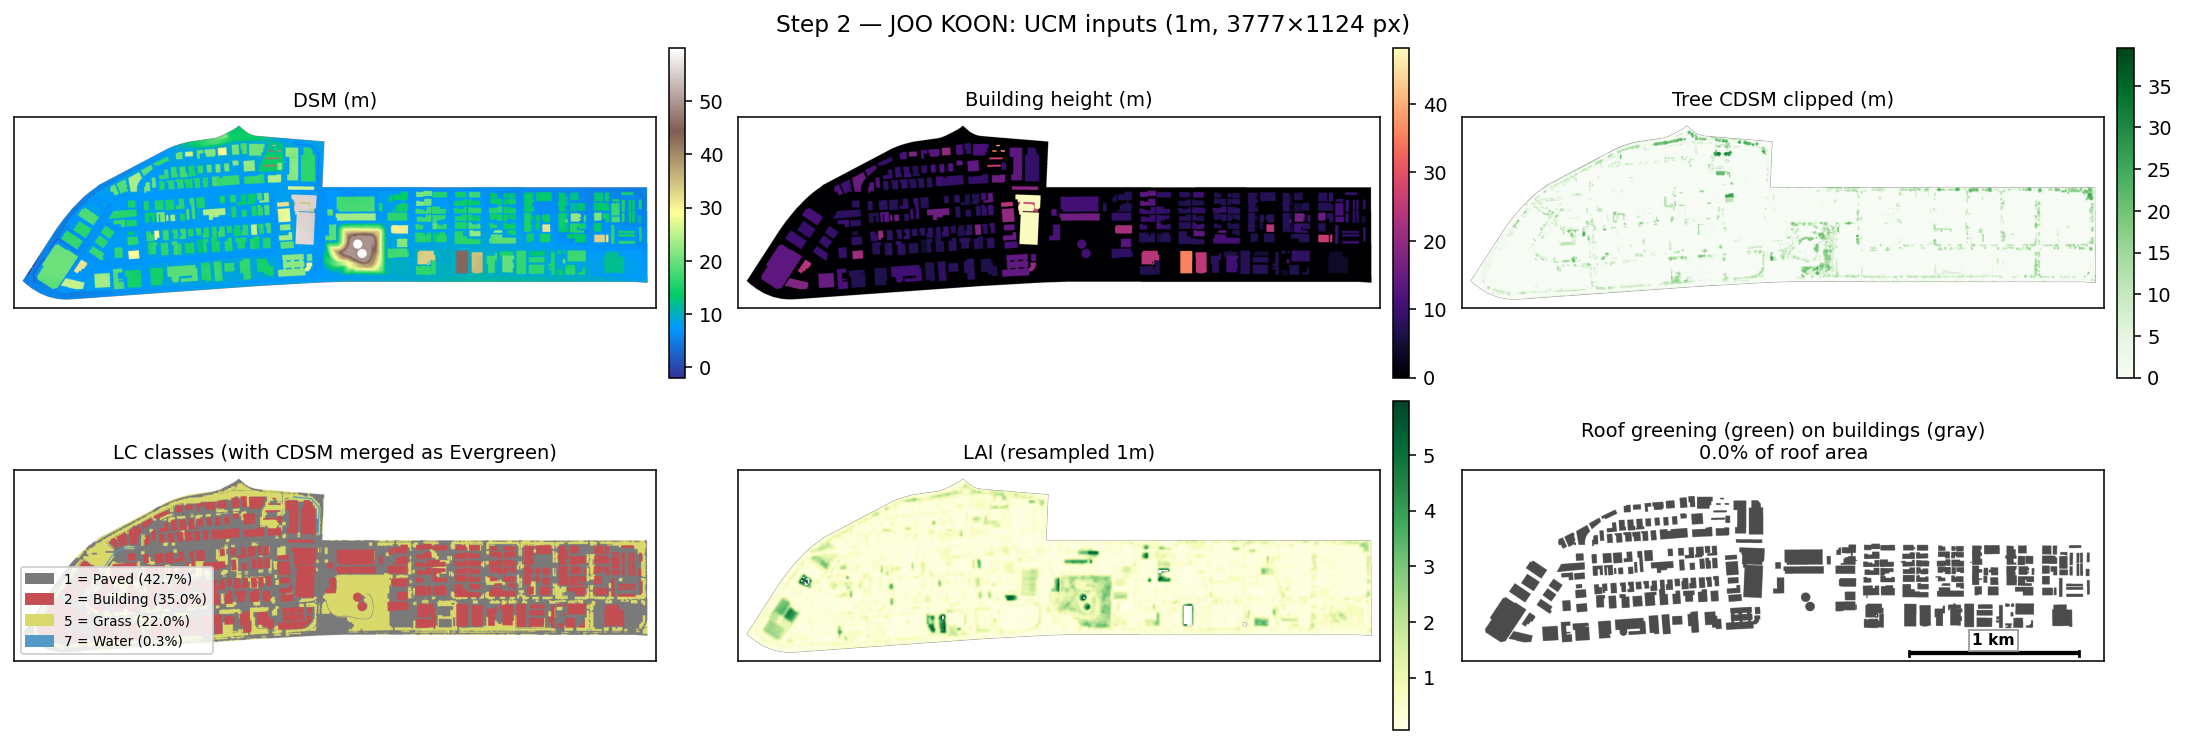 Step 2 — JOO KOON: UCM inputs (1m, 3777×1124 px)
DSM (m)
50
40
30
20
10
0
Building height (m)
40
30
20
10
0
Tree CDSM clipped (m)
35
30
25
20
15
10
5
0
LC classes (with CDSM merged as Evergreen)
1 = Paved (42.7%)
2 = Building (35.0%)
5 = Grass (22.0%)
7 = Water (0.3%)
LAI (resampled 1m)
5
4
3
2
1
Roof greening (green) on buildings (gray)
0.0% of roof area
1 km